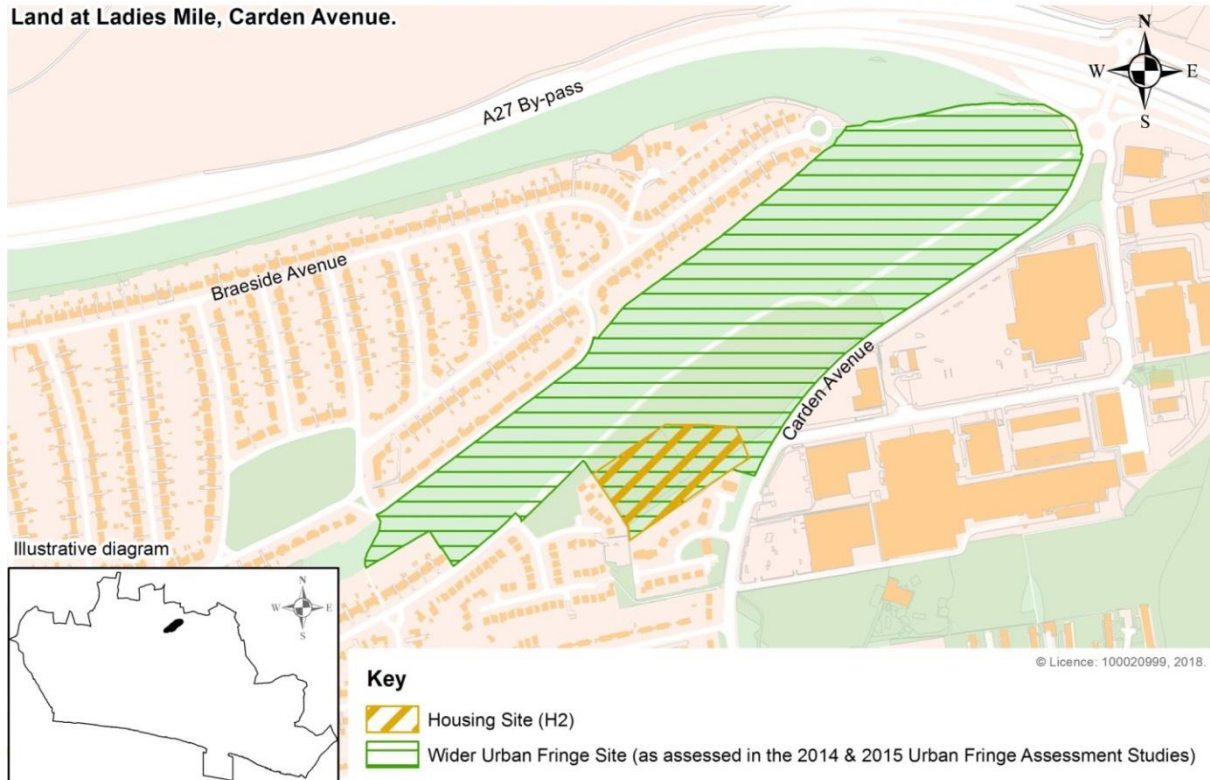 Land at Ladies Mile, Carden Avenue.
N
W E
S
A27 By-pass
Braeside Avenue
Carden Avenue
Illustrative diagram
N
W E
S
© Licence: 100020999, 2018.
Key
Housing Site (H2)
Wider Urban Fringe Site (as assessed in the 2014 & 2015 Urban Fringe Assessment Studies)